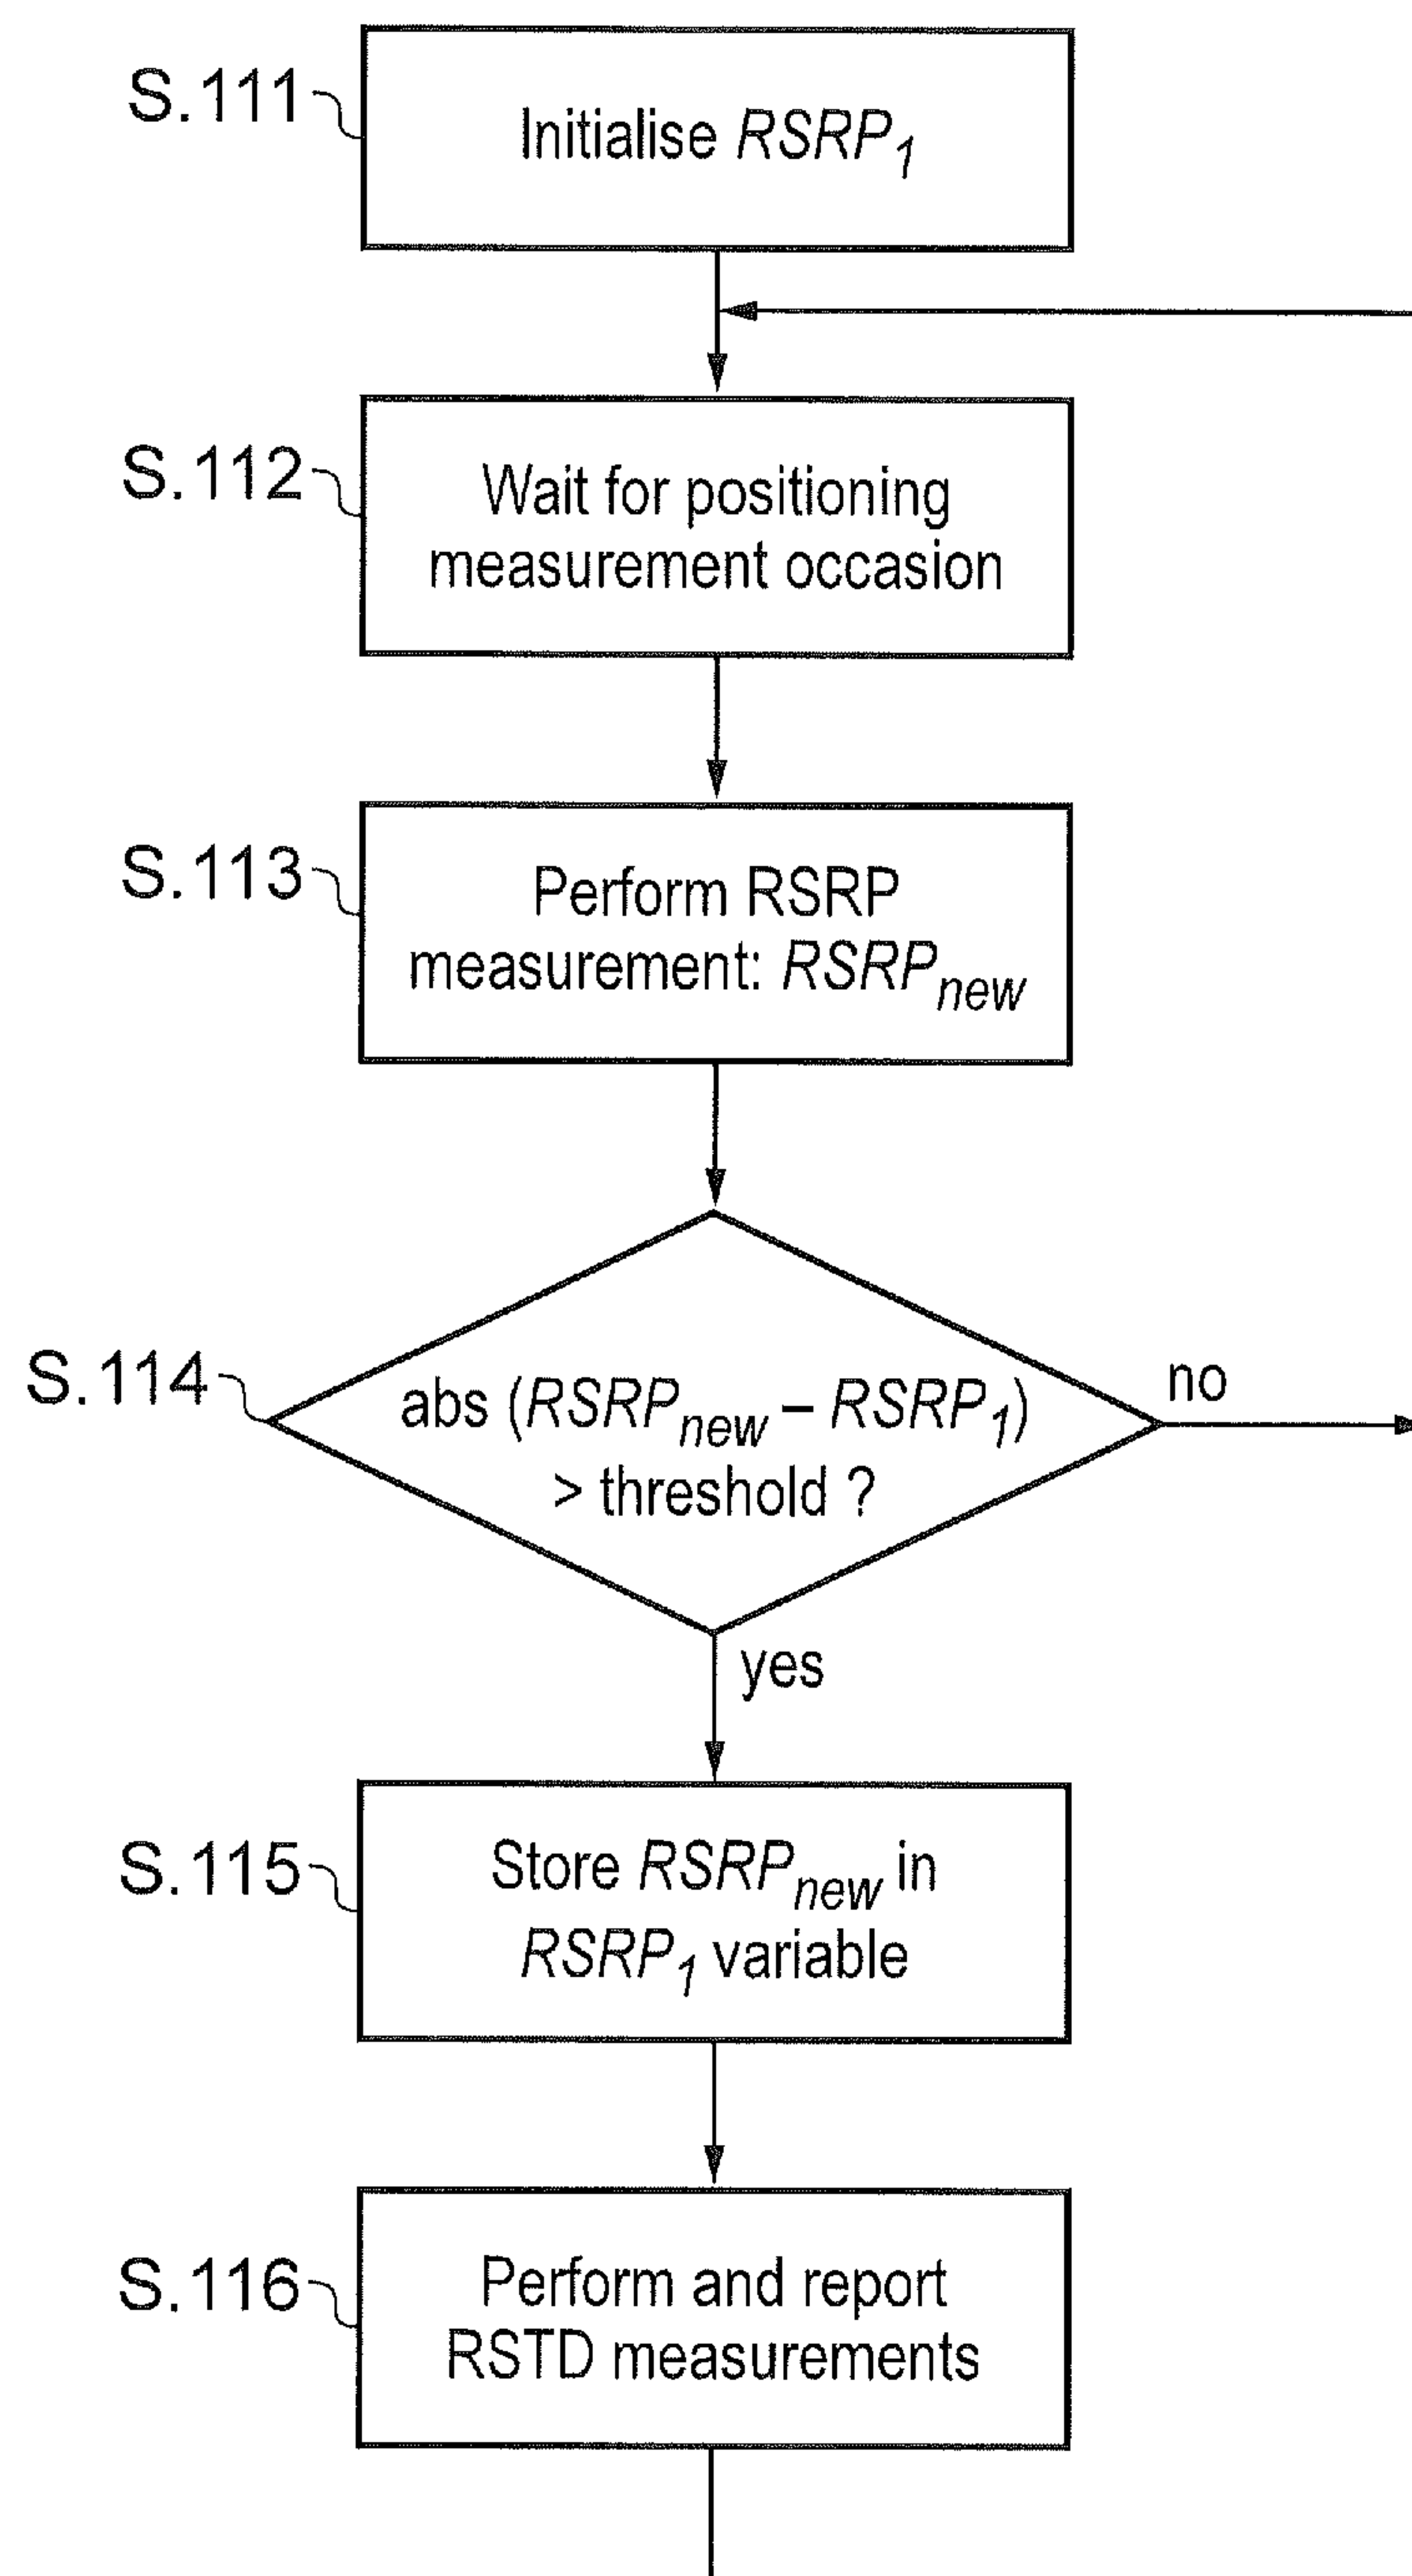 S.111
Initialise RSRP1
S.112
Wait for positioning
measurement occasion
S.113
Perform RSRP
measurement: RSRPnew
S.114
abs (RSRPnew – RSRP1)
> threshold ?
no
yes
S.115
Store RSRPnew in
RSRP1 variable
S.116
Perform and report
RSTD measurements